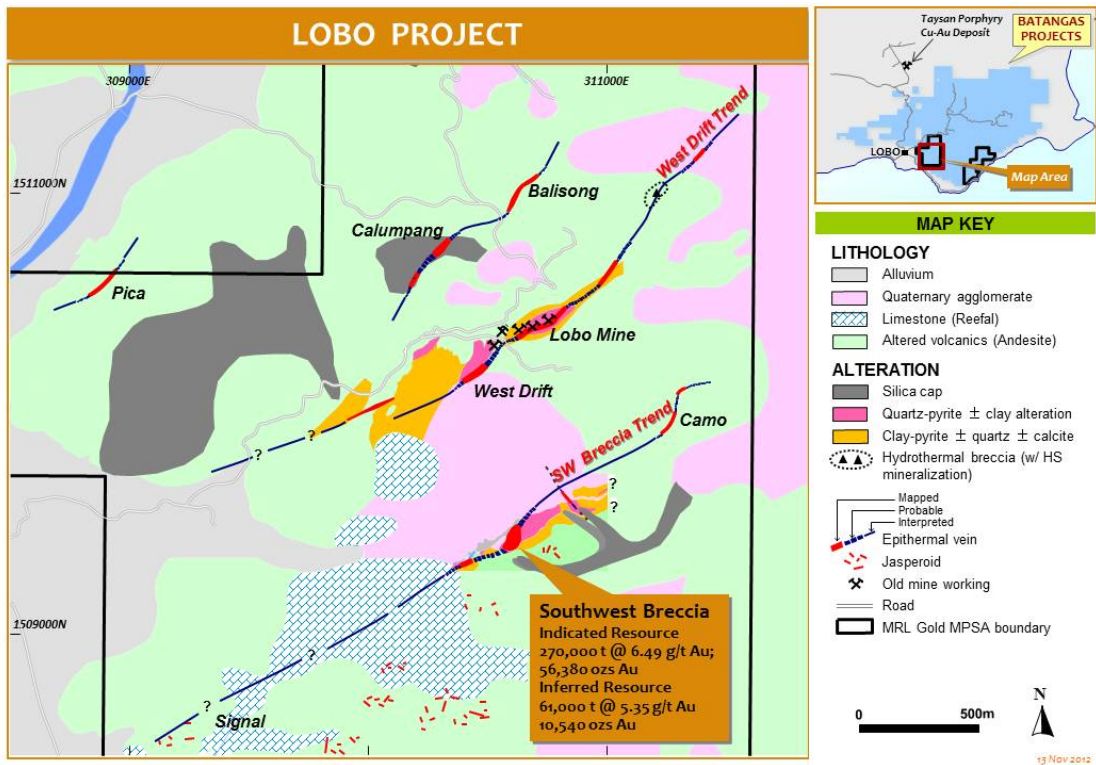 LOBO PROJECT
309000E
311000E
1511000N
1509000N
West Drift Trend
Balisong
Calumpang
Pica
Lobo Mine
West Drift
SW Breccia Trend
Camo
?
?
?
?
?
?
Signal
Southwest Breccia
Indicated Resource
270,000 t @ 6.49 g/t Au;
56,380 ozs Au
Inferred Resource
61,000 t @ 5.35 g/t Au
10,540 ozs Au
Taysan Porphyry
Cu-Au Deposit
BATANGAS
PROJECTS
LOBO
Map Area
MAP KEY
LITHOLOGY
Alluvium
Quaternary agglomerate
Limestone (Reefal)
Altered volcanics (Andesite)
ALTERATION
Silica cap
Quartz-pyrite ± clay alteration
Clay-pyrite ± quartz ± calcite
Hydrothermal breccia (w/ HS
mineralization)
Mapped
Probable
Interpreted
Epithermal vein
Jasperoid
Old mine working
Road
MRL Gold MPSA boundary
0 500m
N
13 Nov 2012